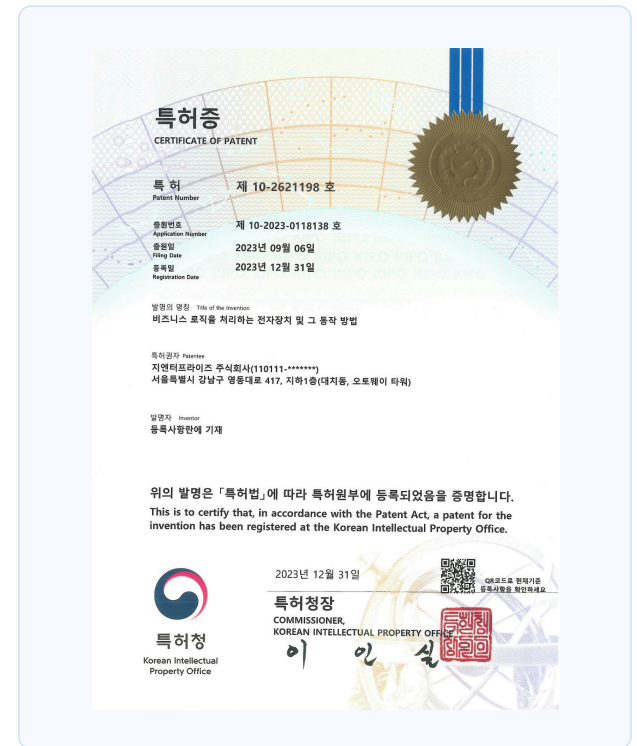 특허증
CERTIFICATE OF PATENT
특 허 제 10-2621198 호
Patent Number
출원번호 제 10-2023-0118138 호
Application Number
출원일 2023년 09월 06일
Filing Date
등록일 2023년 12월 31일
Registration Date
발명의 명칭 Title of the Invention
비즈니스 로직을 처리하는 전자장치 및 그 동작 방법
특허권자 Patentee
지엔터프라이즈 주식회사(110111-*******)
서울특별시 강남구 영동대로 417, 지하1층(대치동, 오토웨이 타워)
발명자 Inventor
등록사항란에 기재
위의 발명은 「특허법」에 따라 특허원부에 등록되었음을 증명합니다.
This is to certify that, in accordance with the Patent Act, a patent for the
invention has been registered at the Korean Intellectual Property Office.
2023년 12월 31일
QR코드로 현재기준
등록사항을 확인하세요
특허청장
COMMISSIONER,
KOREAN INTELLECTUAL PROPERTY OFFICE
이 인 실
특허청
Korean Intellectual
Property Office